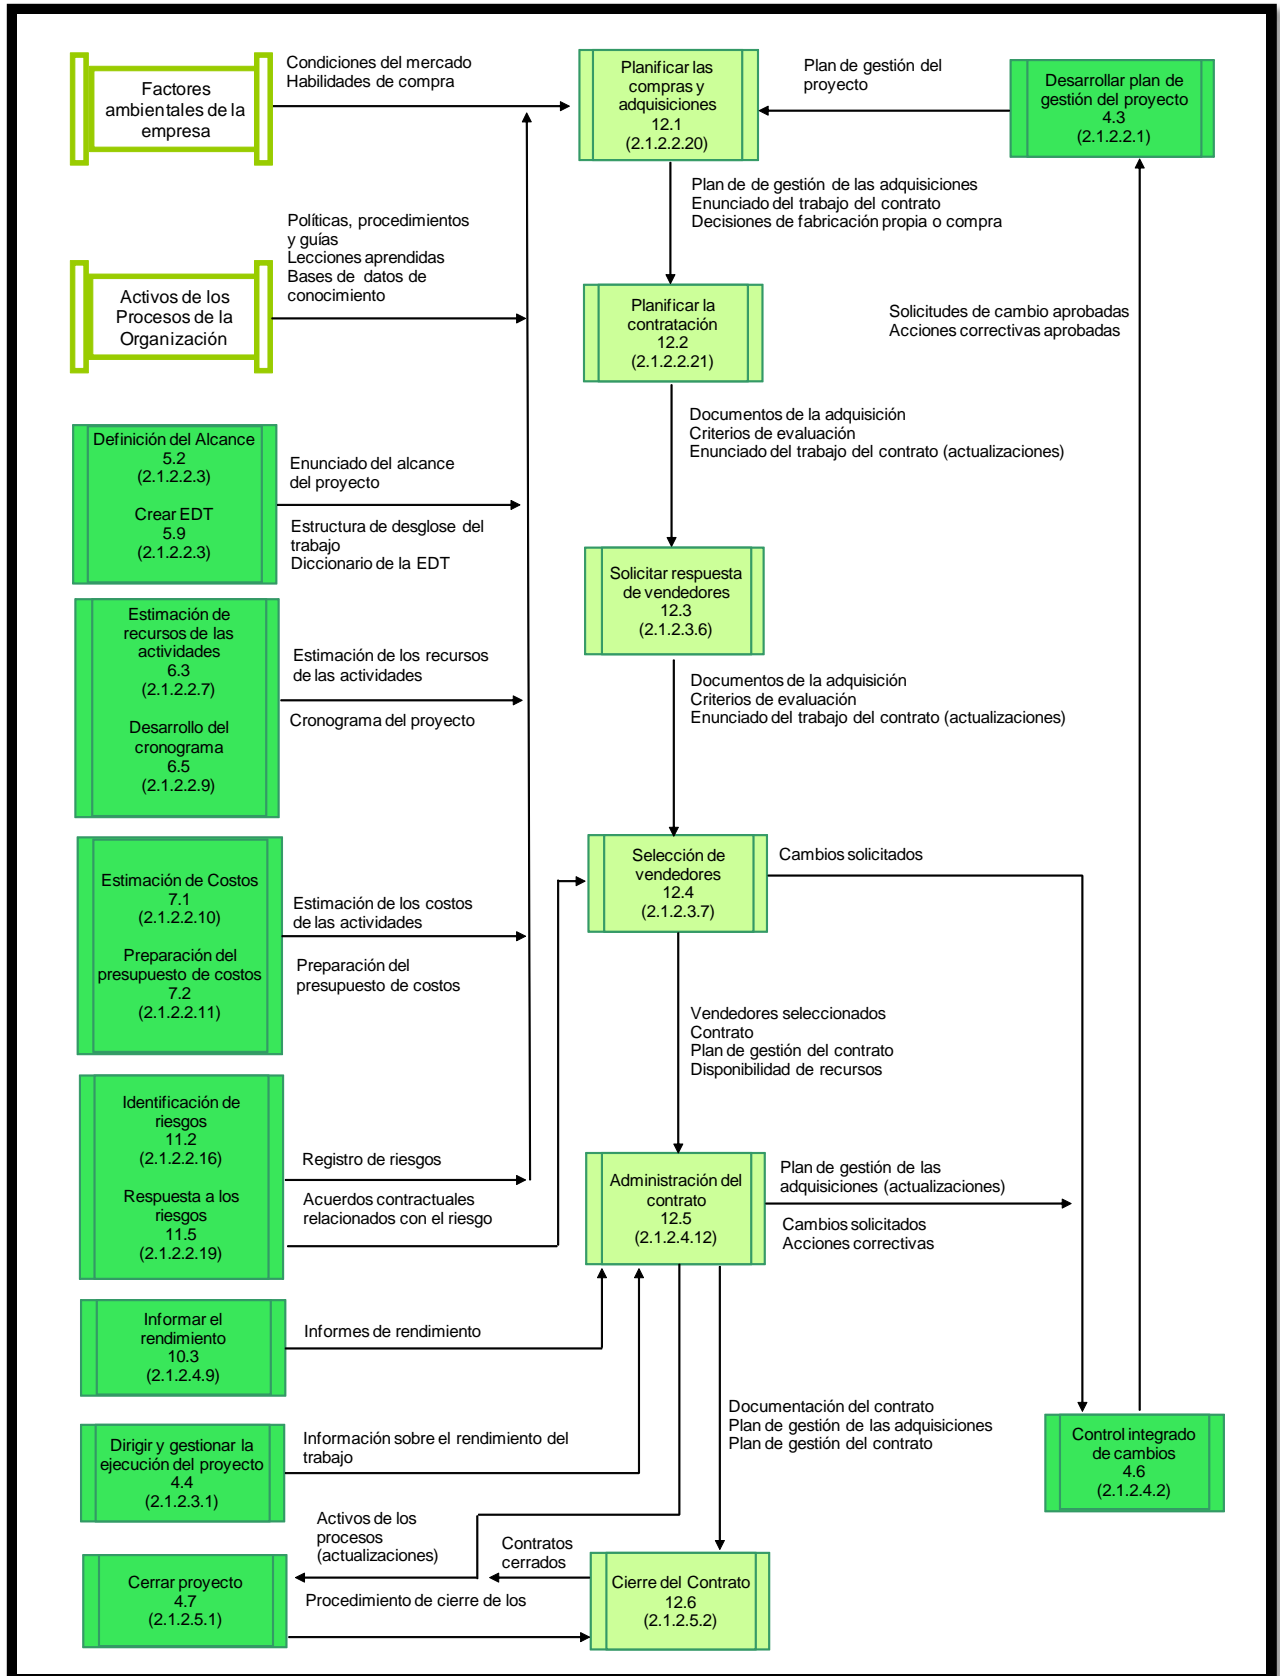 Factores
ambientales de la
empresa
Condiciones del mercado
Habilidades de compra
Planificar las
compras y
adquisiciones
12.1
(2.1.2.2.20)
Plan de gestión del
proyecto
Desarrollar plan de
gestión del proyecto
4.3
(2.1.2.2.1)
Plan de de gestión de las adquisiciones
Enunciado del trabajo del contrato
Decisiones de fabricación propia o compra
Políticas, procedimientos
y guías
Lecciones aprendidas
Bases de datos de
conocimiento
Activos de los
Procesos de la
Organización
Planificar la
contratación
12.2
(2.1.2.2.21)
Solicitudes de cambio aprobadas
Acciones correctivas aprobadas
Documentos de la adquisición
Criterios de evaluación
Enunciado del trabajo del contrato (actualizaciones)
Definición del Alcance
5.2
(2.1.2.2.3)
Crear EDT
5.9
(2.1.2.2.3)
Enunciado del alcance
del proyecto
Estructura de desglose del
trabajo
Diccionario de la EDT
Solicitar respuesta
de vendedores
12.3
(2.1.2.3.6)
Estimación de
recursos de las
actividades
6.3
(2.1.2.2.7)
Desarrollo del
cronograma
6.5
(2.1.2.2.9)
Estimación de los recursos
de las actividades
Cronograma del proyecto
Documentos de la adquisición
Criterios de evaluación
Enunciado del trabajo del contrato (actualizaciones)
Selección de
vendedores
12.4
(2.1.2.3.7)
Cambios solicitados
Estimación de Costos
7.1
(2.1.2.2.10)
Preparación del
presupuesto de costos
7.2
(2.1.2.2.11)
Estimación de los costos
de las actividades
Preparación del
presupuesto de costos
Vendedores seleccionados
Contrato
Plan de gestión del contrato
Disponibilidad de recursos
Identificación de
riesgos
11.2
(2.1.2.2.16)
Respuesta a los
riesgos
11.5
(2.1.2.2.19)
Registro de riesgos
Acuerdos contractuales
relacionados con el riesgo
Administración del
contrato
12.5
(2.1.2.4.12)
Plan de gestión de las
adquisiciones (actualizaciones)
Cambios solicitados
Acciones correctivas
Informar el
rendimiento
10.3
(2.1.2.4.9)
Informes de rendimiento
Documentación del contrato
Plan de gestión de las adquisiciones
Plan de gestión del contrato
Control integrado
de cambios
4.6
(2.1.2.4.2)
Dirigir y gestionar la
ejecución del proyecto
4.4
(2.1.2.3.1)
Información sobre el rendimiento del
trabajo
Activos de los
procesos
(actualizaciones)
Contratos
cerrados
Cerrar proyecto
4.7
(2.1.2.5.1)
Procedimiento de cierre de los
Cierre del Contrato
12.6
(2.1.2.5.2)